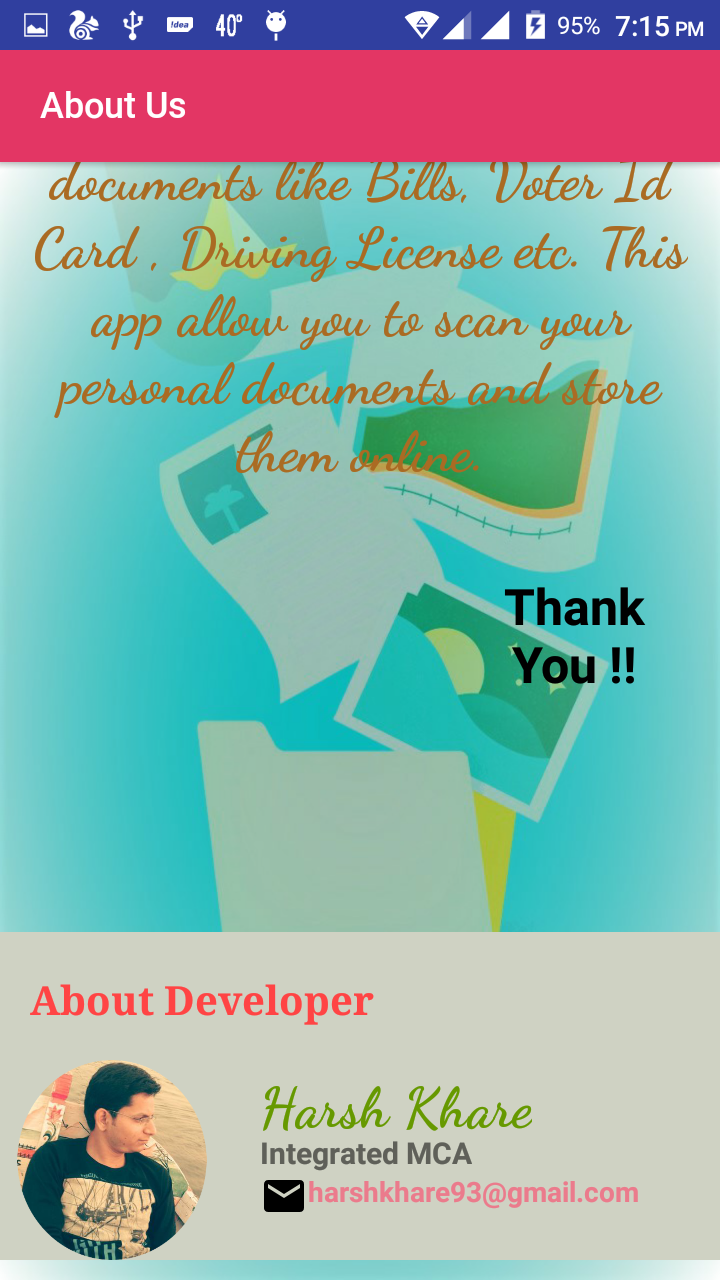 !dea 40° 95% 7:15 PM
About Us
documents like Bills, Voter Id
Card , Driving License etc. This
app allow you to scan your
personal documents and store
them online.
Thank
You !!
About Developer
Harsh Khare
Integrated MCA
harshkhare93@gmail.com